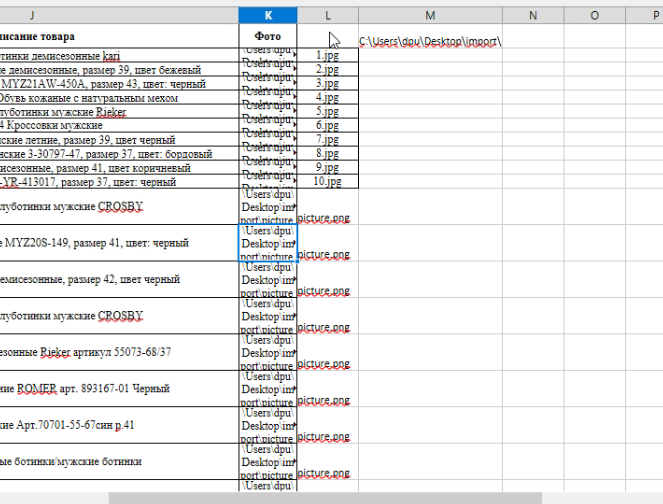 J K L M N O P
писание товара Фото C:\Users\dpu\Desktop\import\
тинки демисезонные kari \Users\dpu\ 1.jpg
ые демисезонные, размер 39, цвет бежевый \Users\dpu\ 2.jpg
MYZ21AW-450A, размер 43, цвет: черный \Users\dpu\ 3.jpg
Обувь кожаные с натуральным мехом \Users\dpu\ 4.jpg
луботинки мужские Rieker \Users\dpu\ 5.jpg
4 Кроссовки мужские \Users\dpu\ 6.jpg
ские летние, размер 39, цвет черный \Users\dpu\ 7.jpg
нские 3-30797-47, размер 37, цвет: бордовый \Users\dpu\ 8.jpg
исезонные, размер 41, цвет коричневый \Users\dpu\ 9.jpg
-YR-413017, размер 37, цвет: черный \Users\dpu\ 10.jpg
луботинки мужские CROSBY \Users\dpu\
Desktop\im
port\picture picture.png
е MYZ20S-149, размер 41, цвет: черный \Users\dpu\
Desktop\im
port\picture picture.png
емисезонные, размер 42, цвет черный \Users\dpu\
Desktop\im
port\picture picture.png
луботинки мужские CROSBY \Users\dpu\
Desktop\im
port\picture picture.png
езонные Rieker артикул 55073-68/37 \Users\dpu\
Desktop\im
port\picture picture.png
ние ROMER арт. 893167-01 Черный \Users\dpu\
Desktop\im
port\picture picture.png
кие Арт.70701-55-67син р.41 \Users\dpu\
Desktop\im
port\picture picture.png
ые ботинки/мужские ботинки \Users\dpu\
Desktop\im
port\picture picture.png
\Users\dpu\